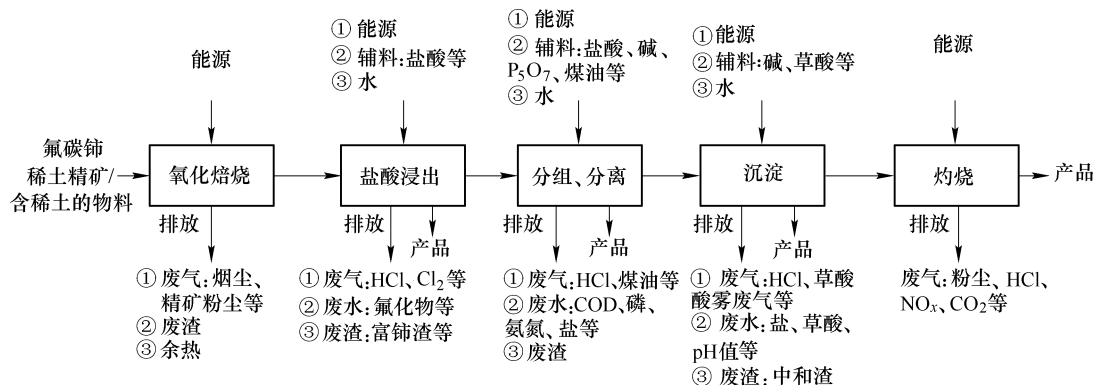 能源
① 能源
② 辅料:盐酸等
③ 水
① 能源
② 辅料:盐酸、碱、
P₅O₇、煤油等
③ 水
① 能源
② 辅料:碱、草酸等
③ 水
能源
氟碳铈
稀土精矿/
含稀土的物料
氧化焙烧
盐酸浸出
分组、分离
沉淀
灼烧
产品
排放
① 废气:烟尘、
精矿粉尘等
② 废渣
③ 余热
排放
产品
① 废气:HCl、Cl₂等
② 废水:氟化物等
③ 废渣:富铈渣等
排放
产品
① 废气:HCl、煤油等
② 废水:COD、磷、
氨氮、盐等
③ 废渣
排放
产品
① 废气:HCl、草酸
酸雾废气等
② 废水:盐、草酸、
pH值等
③ 废渣:中和渣
排放
废气:粉尘、HCl、
NOx、CO₂等